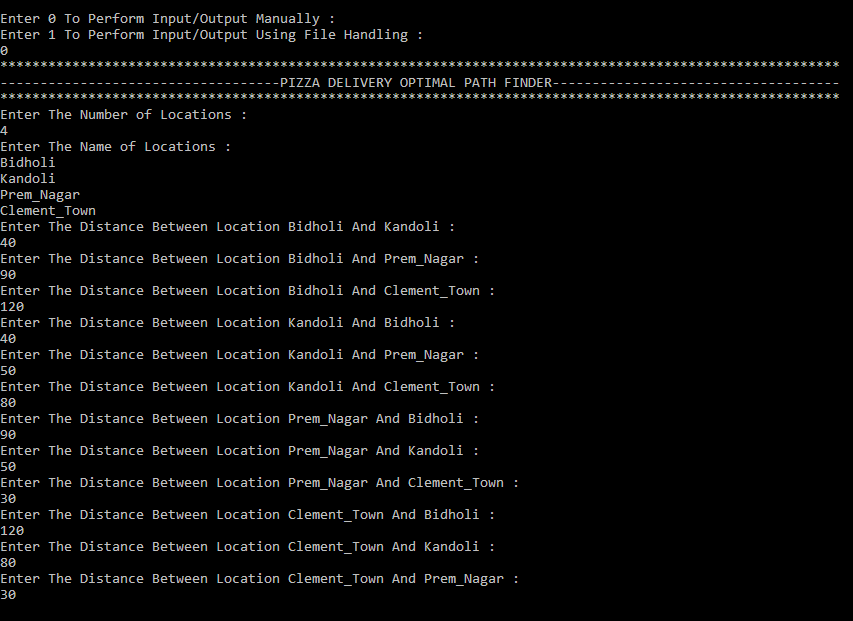 Enter 0 To Perform Input/Output Manually :
Enter 1 To Perform Input/Output Using File Handling :
0
*********************************************************************************************************
-----------------------------------PIZZA DELIVERY OPTIMAL PATH FINDER------------------------------------
*********************************************************************************************************
Enter The Number of Locations :
4
Enter The Name of Locations :
Bidholi
Kandoli
Prem_Nagar
Clement_Town
Enter The Distance Between Location Bidholi And Kandoli :
40
Enter The Distance Between Location Bidholi And Prem_Nagar :
90
Enter The Distance Between Location Bidholi And Clement_Town :
120
Enter The Distance Between Location Kandoli And Bidholi :
40
Enter The Distance Between Location Kandoli And Prem_Nagar :
50
Enter The Distance Between Location Kandoli And Clement_Town :
80
Enter The Distance Between Location Prem_Nagar And Bidholi :
90
Enter The Distance Between Location Prem_Nagar And Kandoli :
50
Enter The Distance Between Location Prem_Nagar And Clement_Town :
30
Enter The Distance Between Location Clement_Town And Bidholi :
120
Enter The Distance Between Location Clement_Town And Kandoli :
80
Enter The Distance Between Location Clement_Town And Prem_Nagar :
30